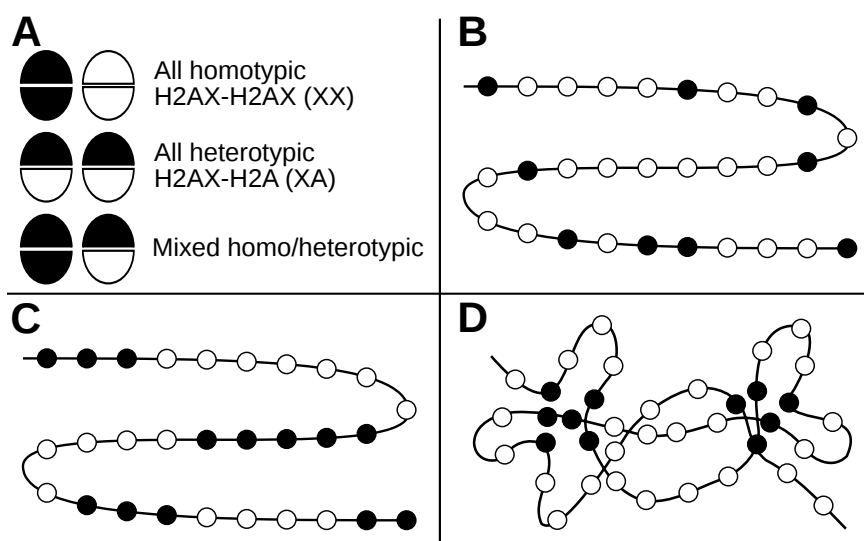 A
All homotypic
H2AX-H2AX (XX)
All heterotypic
H2AX-H2A (XA)
Mixed homo/heterotypic
B
C
D